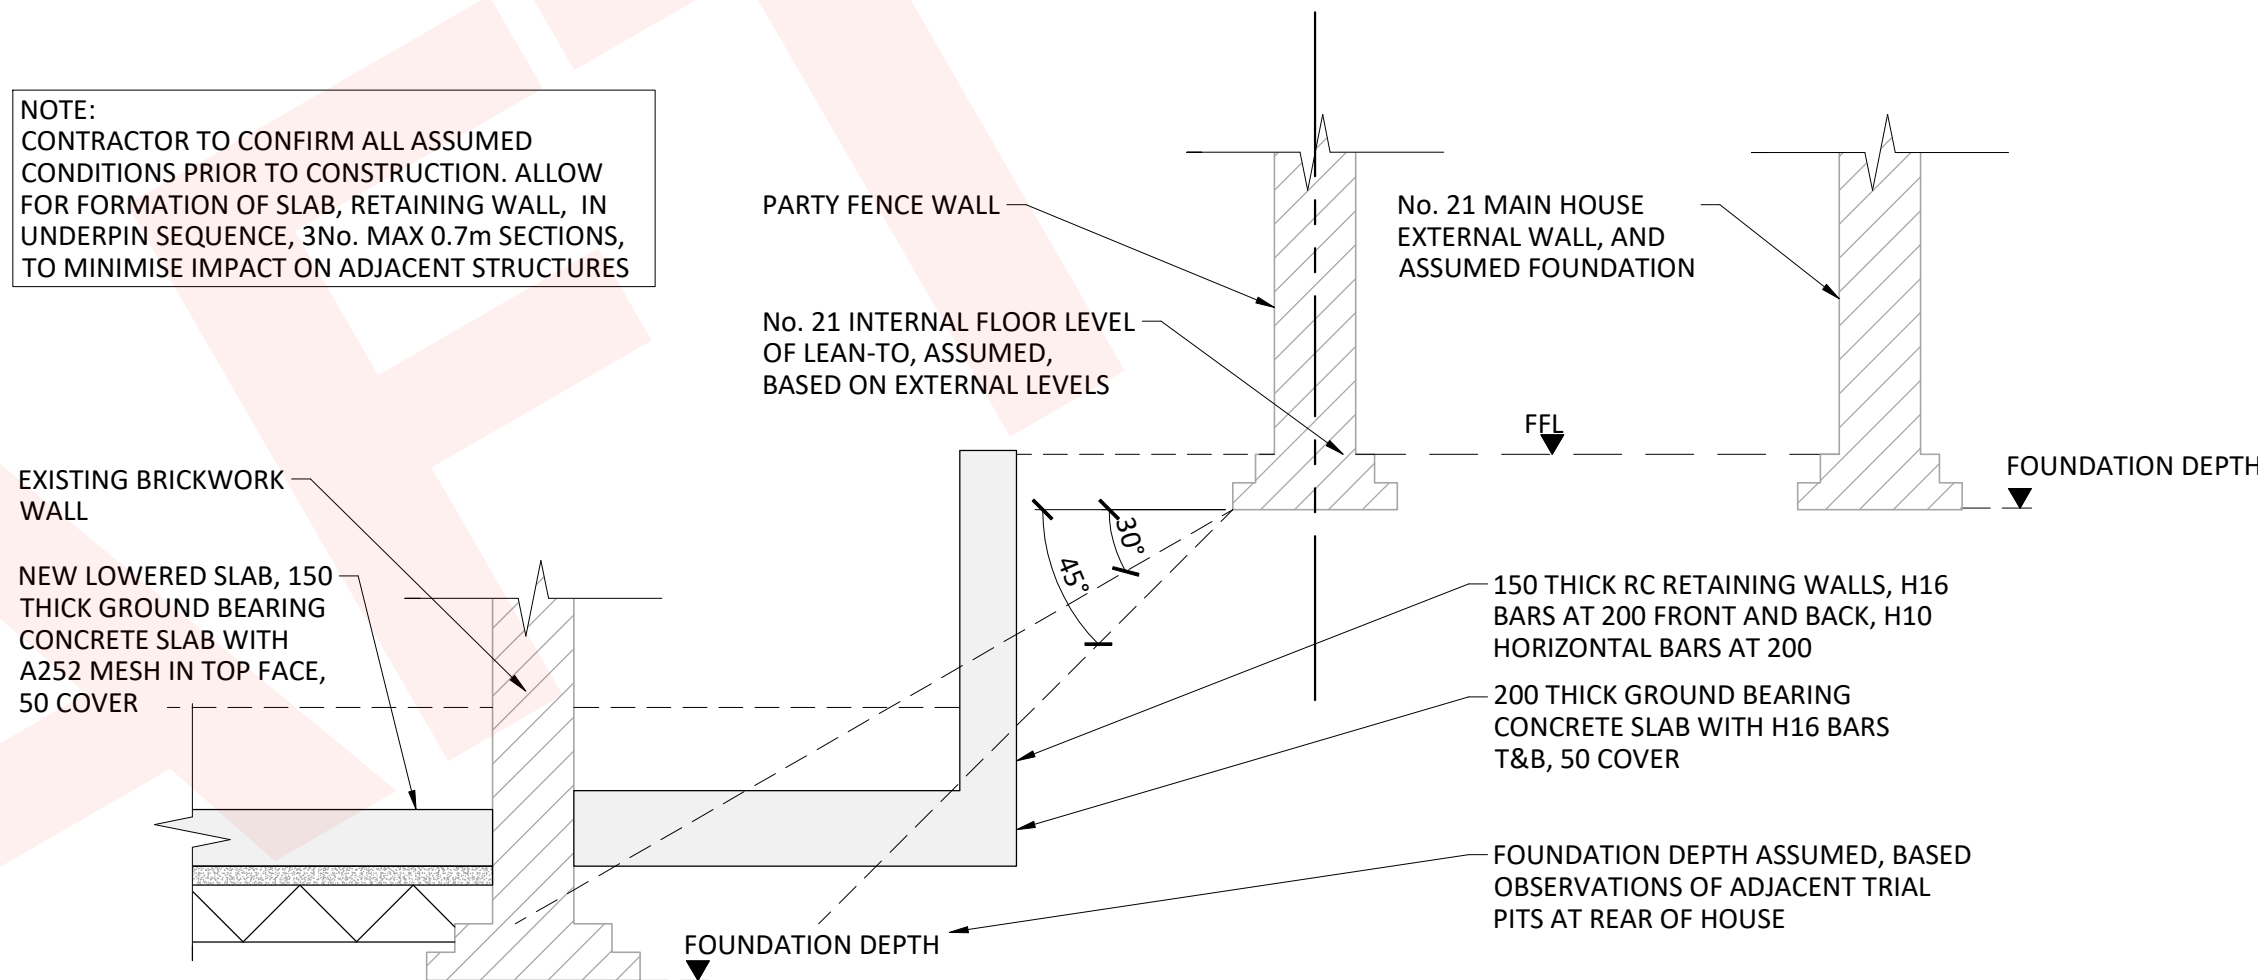 NOTE:
CONTRACTOR TO CONFIRM ALL ASSUMED
CONDITIONS PRIOR TO CONSTRUCTION. ALLOW
FOR FORMATION OF SLAB, RETAINING WALL, IN
UNDERPIN SEQUENCE, 3No. MAX 0.7m SECTIONS,
TO MINIMISE IMPACT ON ADJACENT STRUCTURES
PARTY FENCE WALL
No. 21 MAIN HOUSE
EXTERNAL WALL, AND
ASSUMED FOUNDATION
No. 21 INTERNAL FLOOR LEVEL
OF LEAN-TO, ASSUMED,
BASED ON EXTERNAL LEVELS
FFL
FOUNDATION DEPTH
EXISTING BRICKWORK
WALL
30°
45°
NEW LOWERED SLAB, 150
THICK GROUND BEARING
CONCRETE SLAB WITH
A252 MESH IN TOP FACE,
50 COVER
150 THICK RC RETAINING WALLS, H16
BARS AT 200 FRONT AND BACK, H10
HORIZONTAL BARS AT 200
200 THICK GROUND BEARING
CONCRETE SLAB WITH H16 BARS
T&B, 50 COVER
FOUNDATION DEPTH ASSUMED, BASED
OBSERVATIONS OF ADJACENT TRIAL
PITS AT REAR OF HOUSE
FOUNDATION DEPTH